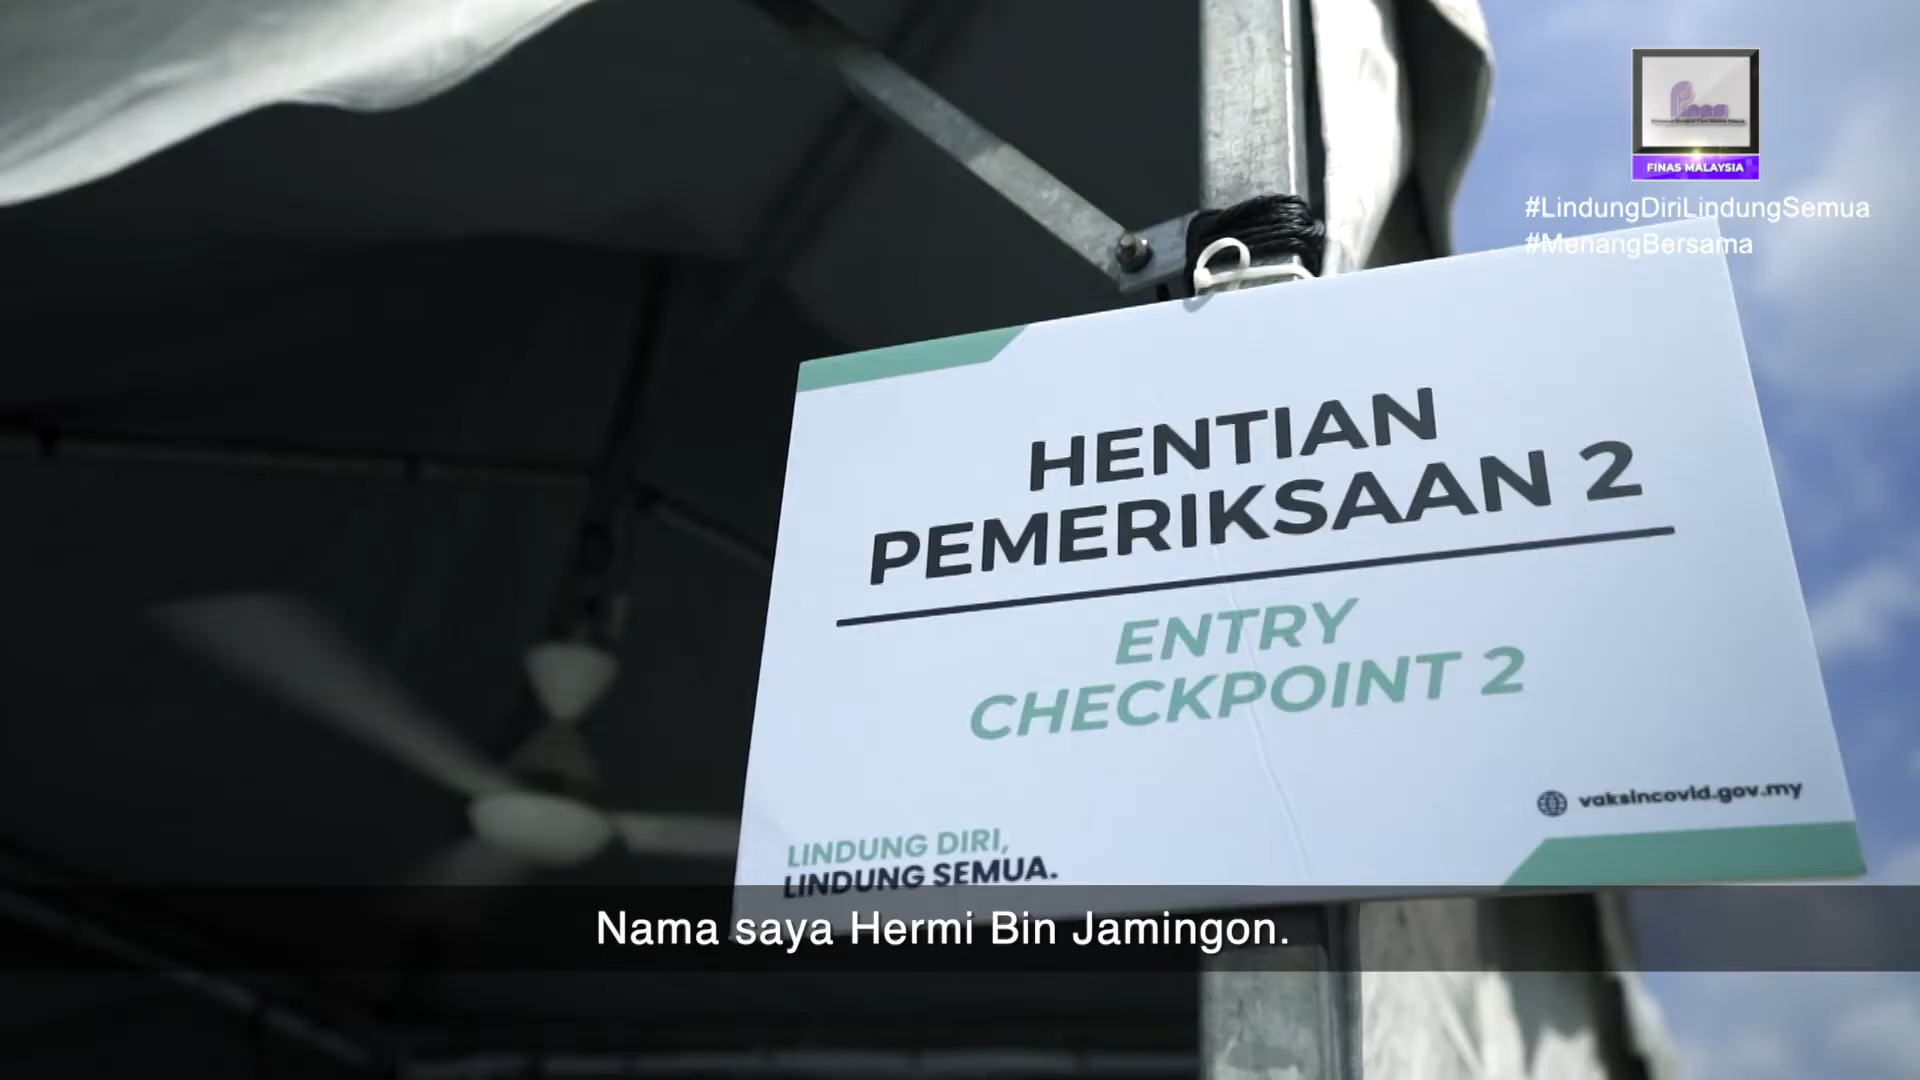 FINAS MALAYSIA
#LindungDiriLindungSemua
#MenangBersama
HENTIAN
PEMERIKSAAN 2
ENTRY
CHECKPOINT 2
vaksincovid.gov.my
LINDUNG DIRI,
LINDUNG SEMUA.
Nama saya Hermi Bin Jamingon.